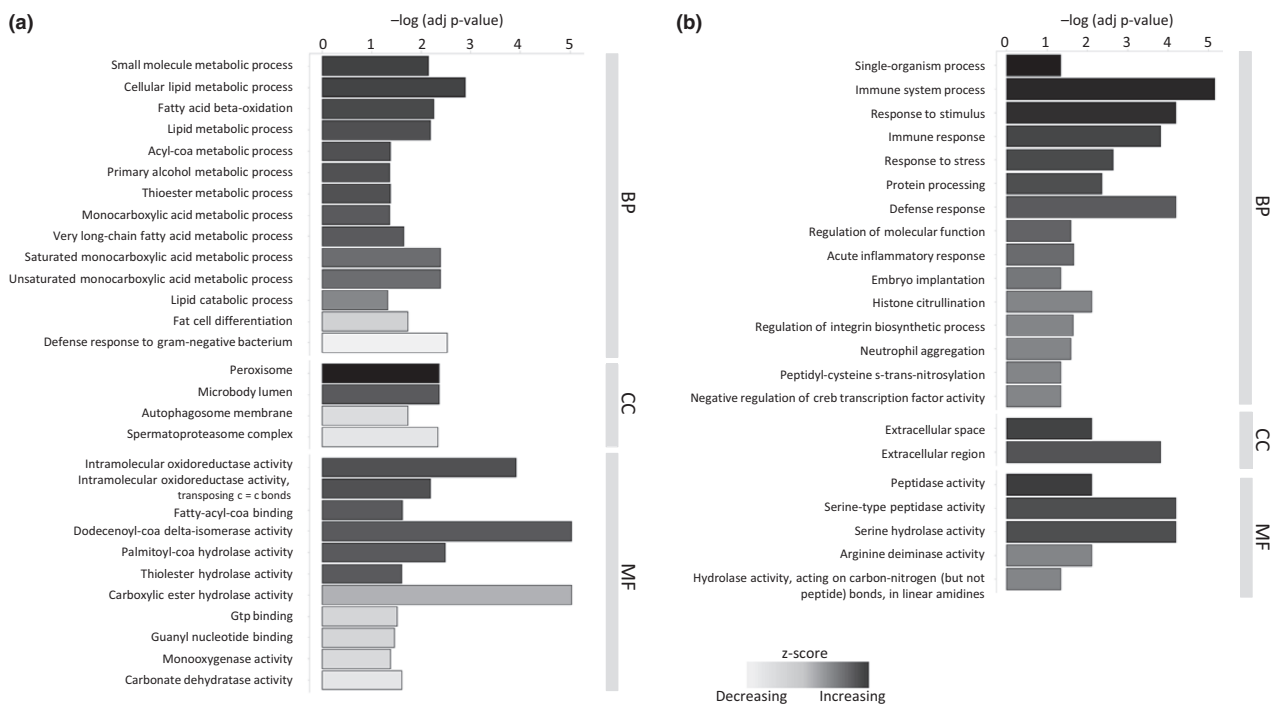 (a)
–log (adj p-value)
0 1 2 3 4 5
Small molecule metabolic process
Cellular lipid metabolic process
Fatty acid beta-oxidation
Lipid metabolic process
Acyl-coa metabolic process
Primary alcohol metabolic process
Thioester metabolic process
Monocarboxylic acid metabolic process
Very long-chain fatty acid metabolic process
Saturated monocarboxylic acid metabolic process
Unsaturated monocarboxylic acid metabolic process
Lipid catabolic process
Fat cell differentiation
Defense response to gram-negative bacterium
BP
Peroxisome
Microbody lumen
Autophagosome membrane
Spermatoproteasome complex
CC
Intramolecular oxidoreductase activity
Intramolecular oxidoreductase activity,
transposing c = c bonds
Fatty-acyl-coa binding
Dodecenoyl-coa delta-isomerase activity
Palmitoyl-coa hydrolase activity
Thiolester hydrolase activity
Carboxylic ester hydrolase activity
Gtp binding
Guanyl nucleotide binding
Monooxygenase activity
Carbonate dehydratase activity
MF
(b)
–log (adj p-value)
0 1 2 3 4 5
Single-organism process
Immune system process
Response to stimulus
Immune response
Response to stress
Protein processing
Defense response
Regulation of molecular function
Acute inflammatory response
Embryo implantation
Histone citrullination
Regulation of integrin biosynthetic process
Neutrophil aggregation
Peptidyl-cysteine s-trans-nitrosylation
Negative regulation of creb transcription factor activity
BP
Extracellular space
Extracellular region
CC
Peptidase activity
Serine-type peptidase activity
Serine hydrolase activity
Arginine deiminase activity
Hydrolase activity, acting on carbon-nitrogen (but not
peptide) bonds, in linear amidines
MF
z-score
Decreasing Increasing